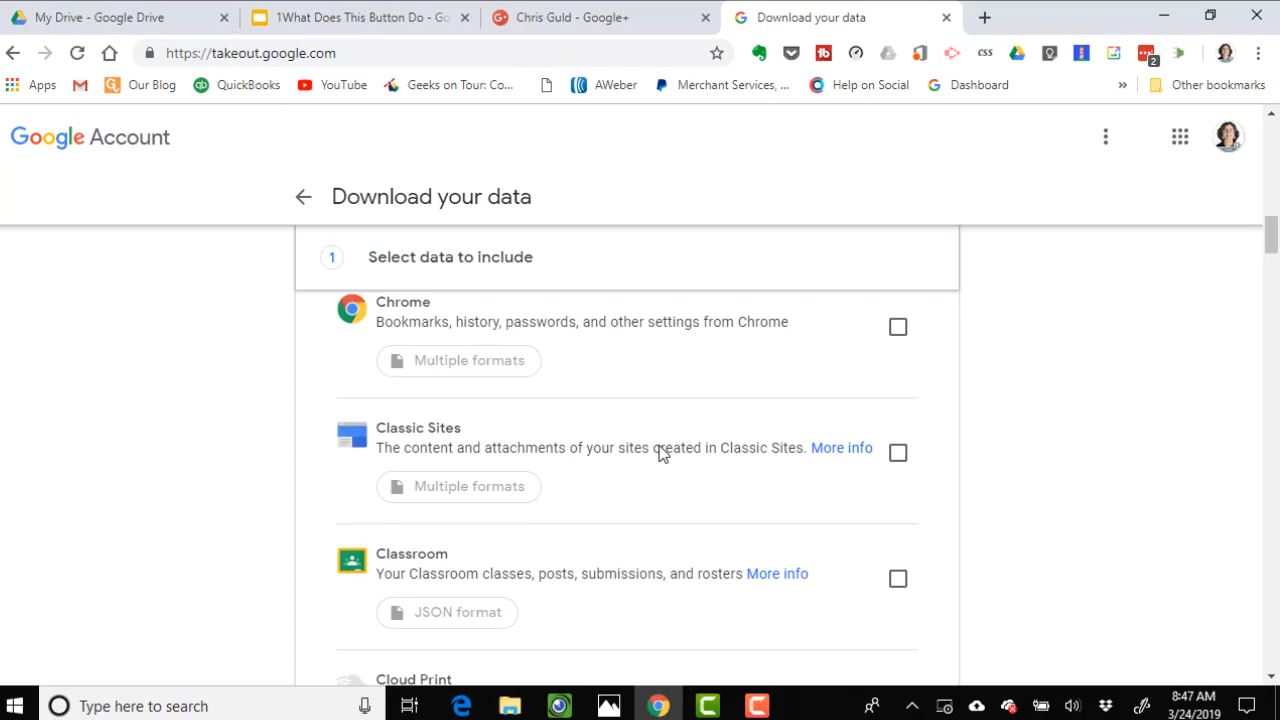 My Drive - Google Drive
1What Does This Button Do - Go
Chris Guld - Google+
Download your data
https://takeout.google.com
css
2
Apps
Our Blog
QuickBooks
YouTube
Geeks on Tour: Co...
AWeber
Merchant Services, ...
Help on Social
Dashboard
»
Other bookmarks
Google Account
Download your data
1
Select data to include
Chrome
Bookmarks, history, passwords, and other settings from Chrome
Multiple formats
Classic Sites
The content and attachments of your sites created in Classic Sites. More info
Multiple formats
Classroom
Your Classroom classes, posts, submissions, and rosters More info
JSON format
Cloud Print
Type here to search
8:47 AM
3/24/2019